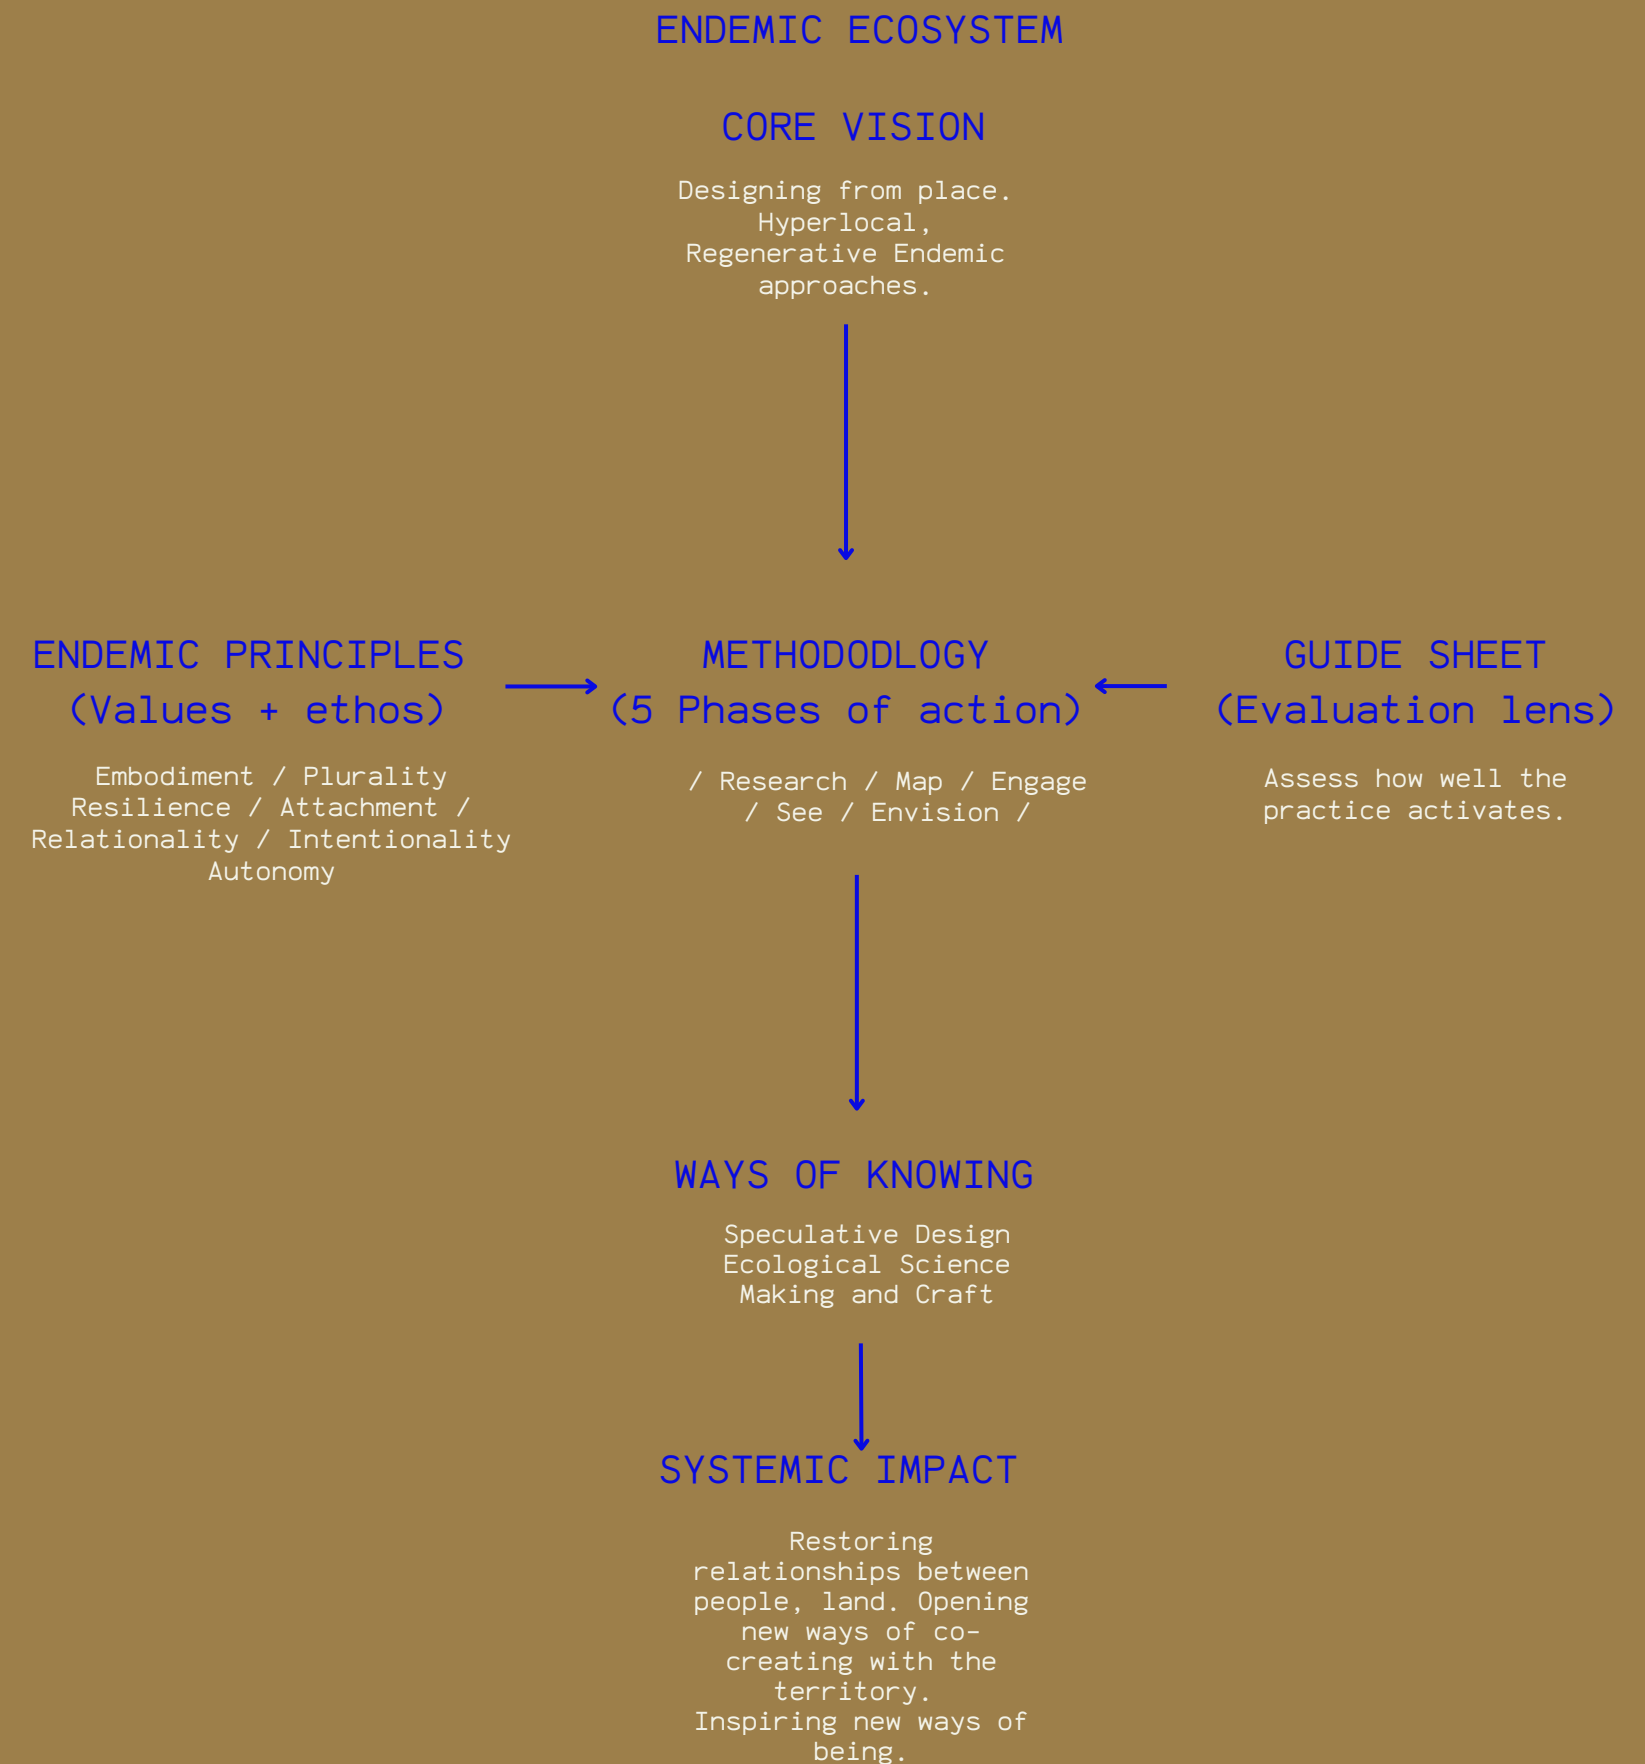 ENDEMIC ECOSYSTEM
CORE VISION
Designing from place.
Hyperlocal,
Regenerative Endemic
approaches.
ENDEMIC PRINCIPLES
(Values + ethos)
Embodiment / Plurality
Resilience / Attachment /
Relationality / Intentionality
Autonomy
METHODODLOGY
(5 Phases of action)
/ Research / Map / Engage
/ See / Envision /
GUIDE SHEET
(Evaluation lens)
Assess how well the
practice activates.
WAYS OF KNOWING
Speculative Design
Ecological Science
Making and Craft
SYSTEMIC IMPACT
Restoring
relationships between
people, land. Opening
new ways of co-
creating with the
territory.
Inspiring new ways of
being.